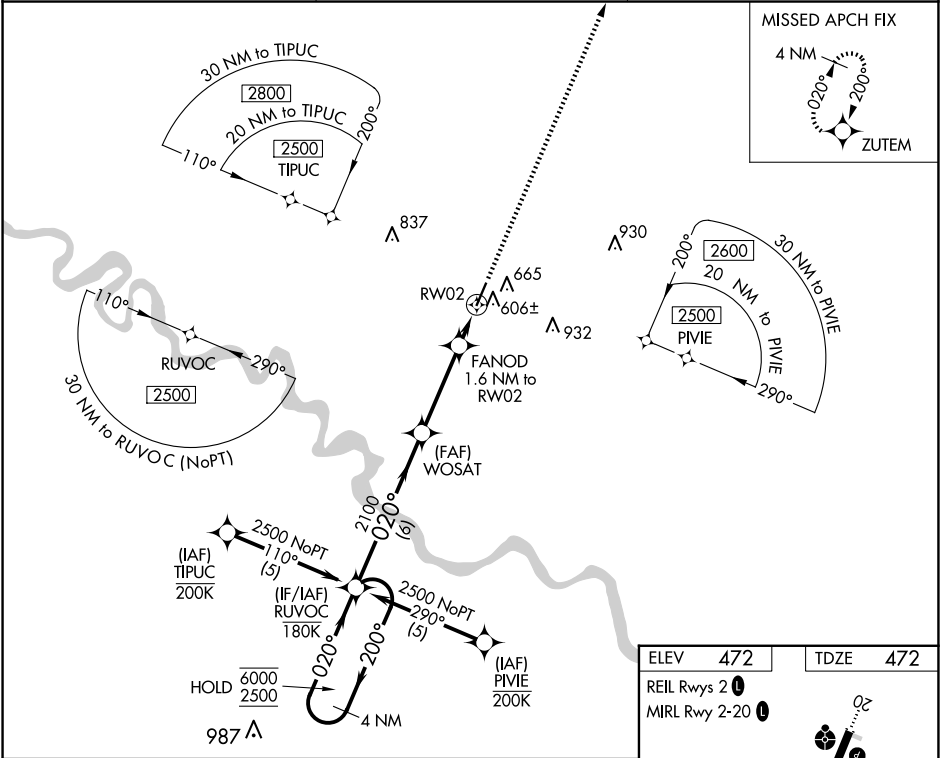 MISSED APCH FIX
4 NM
020°
200°
ZUTEM
30 NM to TIPUC
2800
20 NM to TIPUC
2500
TIPUC
110°
200°
837
930
665
RW02
606±
932
FANOD
1.6 NM to
RW02
200°
2600
30 NM to PIVIE
20 NM to PIVIE
2500
PIVIE
290°
110°
RUVOC
290°
2500
30 NM to RUVOC (NoPT)
(FAF)
WOSAT
2100
020°
(6)
2500 NoPT
110°
(5)
(IAF)
TIPUC
200K
(IF/IAF)
RUVOC
180K
2500 NoPT
290°
(5)
(IAF)
PIVIE
200K
020°
200°
HOLD
6000
2500
4 NM
987
ELEV 472
TDZE 472
REIL Rwys 2 L
MIRL Rwy 2-20 L
20